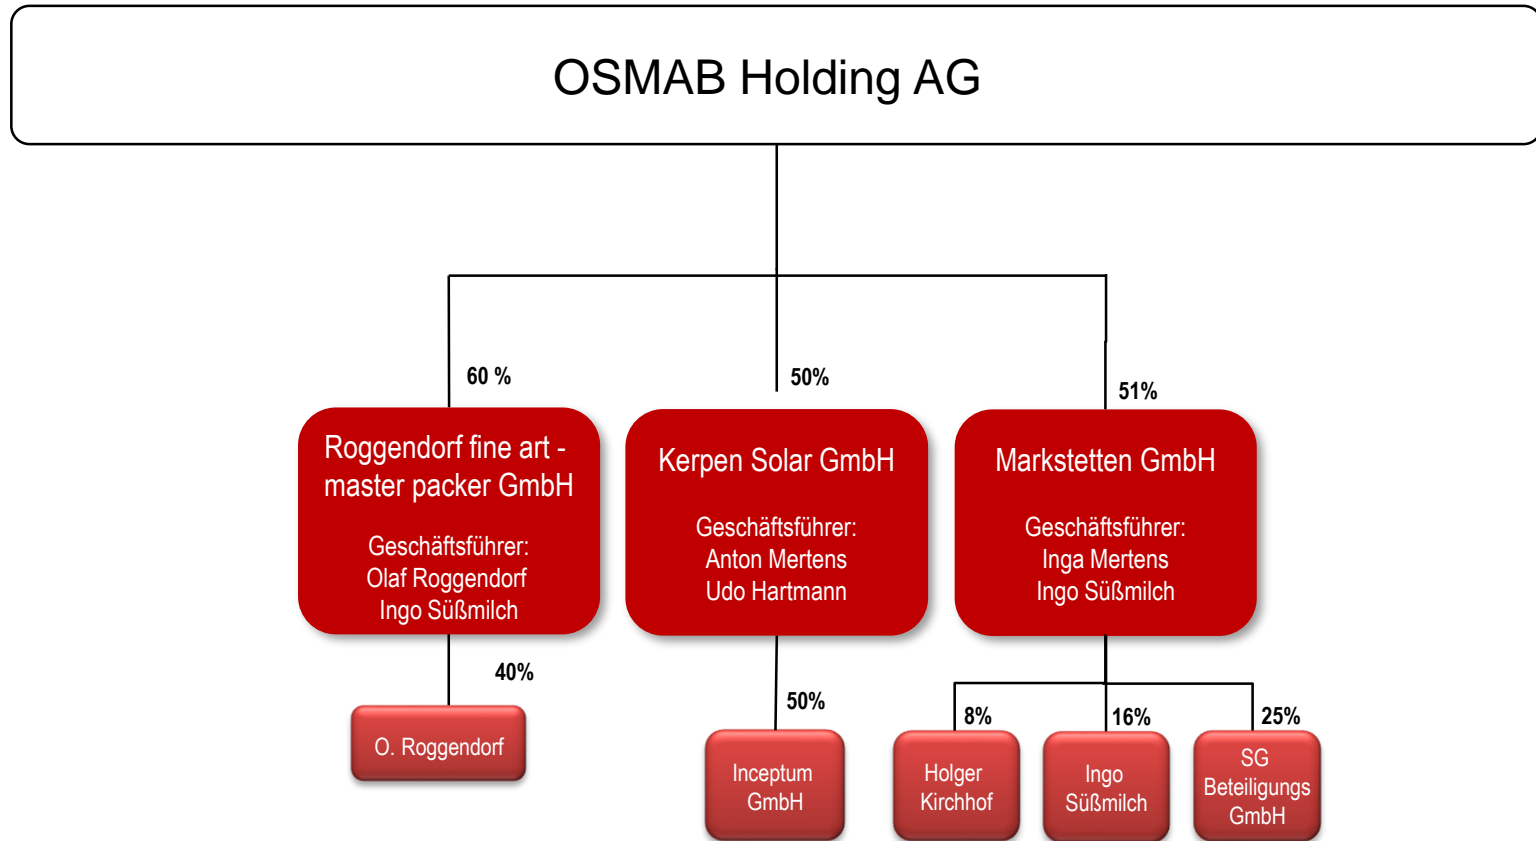 OSMAB Holding AG
60 %
50%
51%
Roggendorf fine art -
master packer GmbH
Geschäftsführer:
Olaf Roggendorf
Ingo Süßmilch
Kerpen Solar GmbH
Geschäftsführer:
Anton Mertens
Udo Hartmann
Markstetten GmbH
Geschäftsführer:
Inga Mertens
Ingo Süßmilch
40%
50%
8%
16%
25%
O. Roggendorf
Inceptum
GmbH
Holger
Kirchhof
Ingo
Süßmilch
SG
Beteiligungs
GmbH